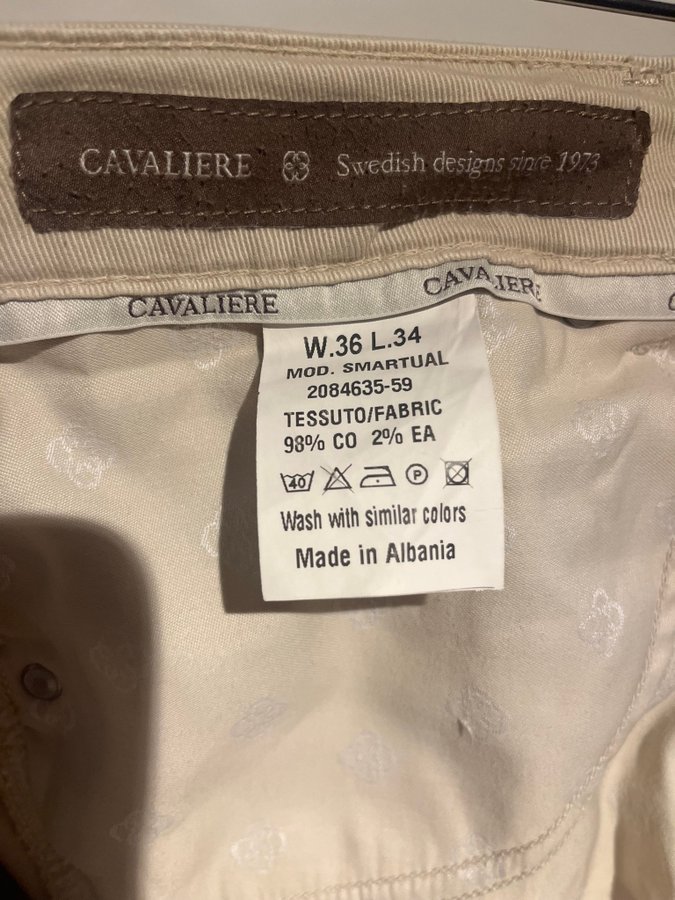 CAVALIERE Swedish designs since 1973
CAVALIERE CAVALIERE
W.36 L.34
MOD. SMARTUAL
2084635-59
TESSUTO/FABRIC
98% CO 2% EA
40 P
Wash with similar colors
Made in Albania